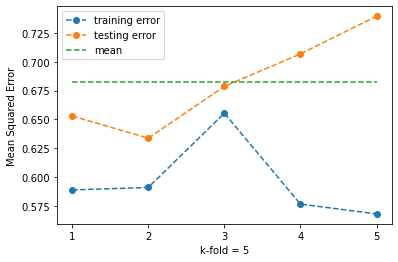 training error
testing error
mean
Mean Squared Error
0.725
0.700
0.675
0.650
0.625
0.600
0.575
1 2 3 4 5
k-fold = 5